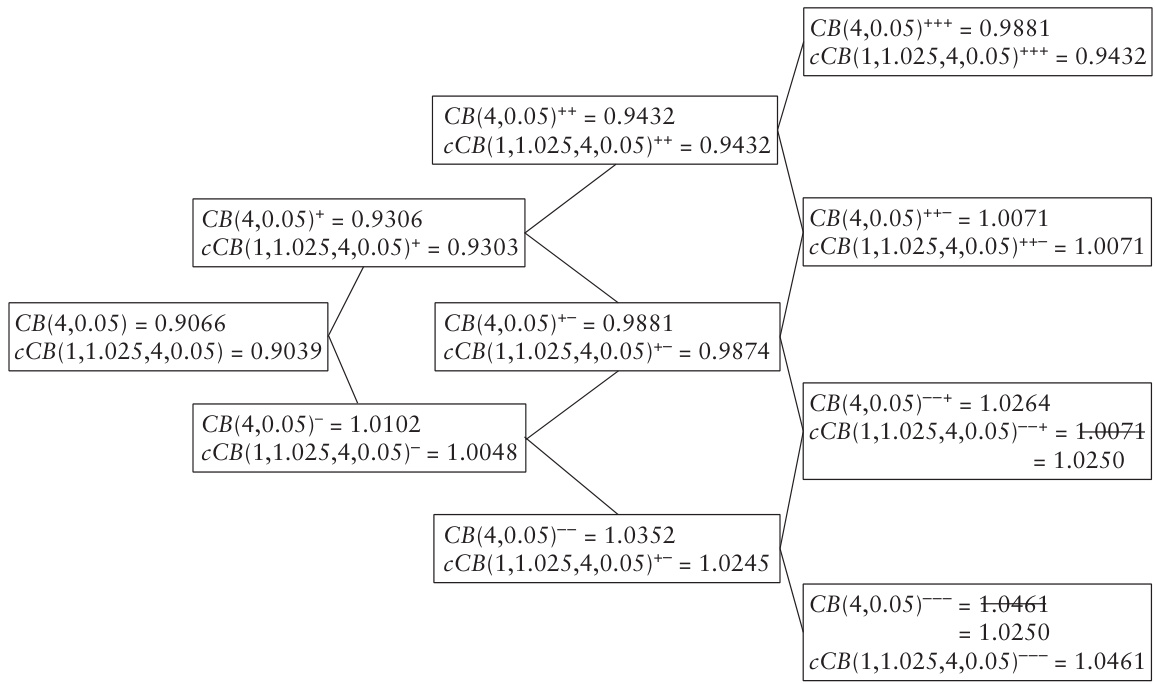 CB(4,0.05) = 0.9066
cCB(1,1.025,4,0.05) = 0.9039
CB(4,0.05)⁺ = 0.9306
cCB(1,1.025,4,0.05)⁺ = 0.9303
CB(4,0.05)⁻ = 1.0102
cCB(1,1.025,4,0.05)⁻ = 1.0048
CB(4,0.05)⁺⁺ = 0.9432
cCB(1,1.025,4,0.05)⁺⁺ = 0.9432
CB(4,0.05)⁺⁻ = 0.9881
cCB(1,1.025,4,0.05)⁺⁻ = 0.9874
CB(4,0.05)⁻⁻ = 1.0352
cCB(1,1.025,4,0.05)⁺⁻ = 1.0245
CB(4,0.05)⁺⁺⁺ = 0.9881
cCB(1,1.025,4,0.05)⁺⁺⁺ = 0.9432
CB(4,0.05)⁺⁺⁻ = 1.0071
cCB(1,1.025,4,0.05)⁺⁺⁻ = 1.0071
CB(4,0.05)⁻⁻⁺ = 1.0264
cCB(1,1.025,4,0.05)⁻⁻⁺ = 1.0071
= 1.0250
CB(4,0.05)⁻⁻⁻ = 1.0461
= 1.0250
cCB(1,1.025,4,0.05)⁻⁻⁻ = 1.0461